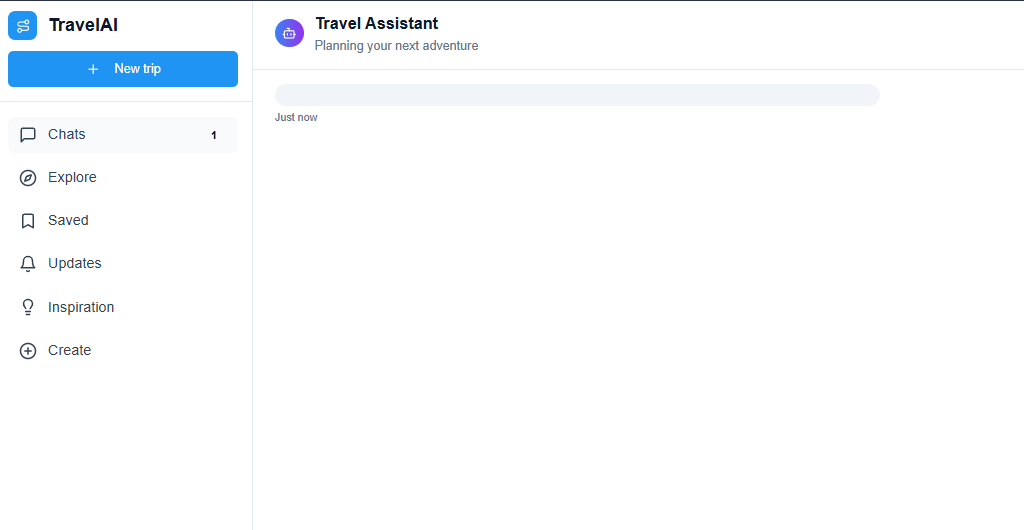 TravelAI
New trip
Chats
1
Explore
Saved
Updates
Inspiration
Create
Travel Assistant
Planning your next adventure
Just now